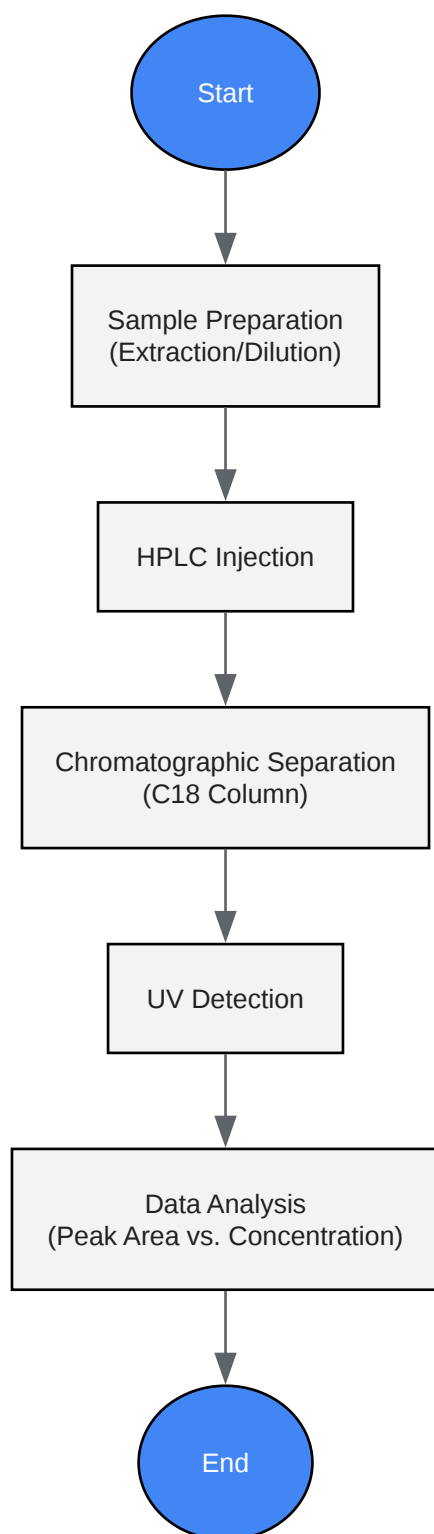 Start
Sample Preparation
(Extraction/Dilution)
HPLC Injection
Chromatographic Separation
(C18 Column)
UV Detection
Data Analysis
(Peak Area vs. Concentration)
End